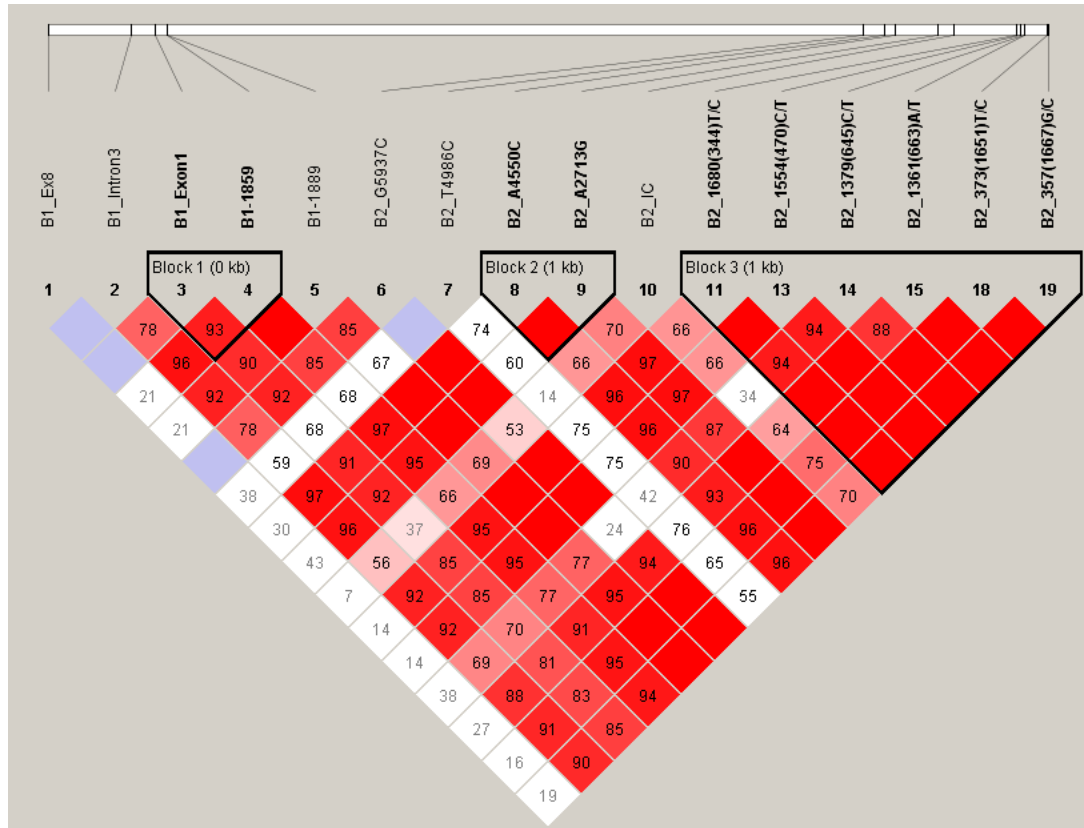 B1_Ex8
B1_Intron3
B1_Exon1
B1-1859
B1-1889
B2_G5937C
B2_T4986C
B2_A4550C
B2_A2713G
B2_IC
B2_1680(344)T/C
B2_1554(470)C/T
B2_1379(645)C/T
B2_1361(663)A/T
B2_373(1651)T/C
B2_357(1667)G/C
Block 1 (0 kb) Block 2 (1 kb) Block 3 (1 kb)
1 2 3 4 5 6 7 8 9 10 11 13 14 15 18 19
78 93 85 74 70 66 94 88
96 90 85 67 60 66 97 66 94
21 92 92 68 14 96 97 34
21 78 68 97 53 75 96 87 64
59 91 95 69 75 90 75
38 97 92 66 42 93 70
30 96 37 95 24 76 96
43 56 85 95 77 94 65 96
7 92 85 77 95 55
14 92 70 91
14 69 81 95
38 88 83 94
27 91 85
16 90
19